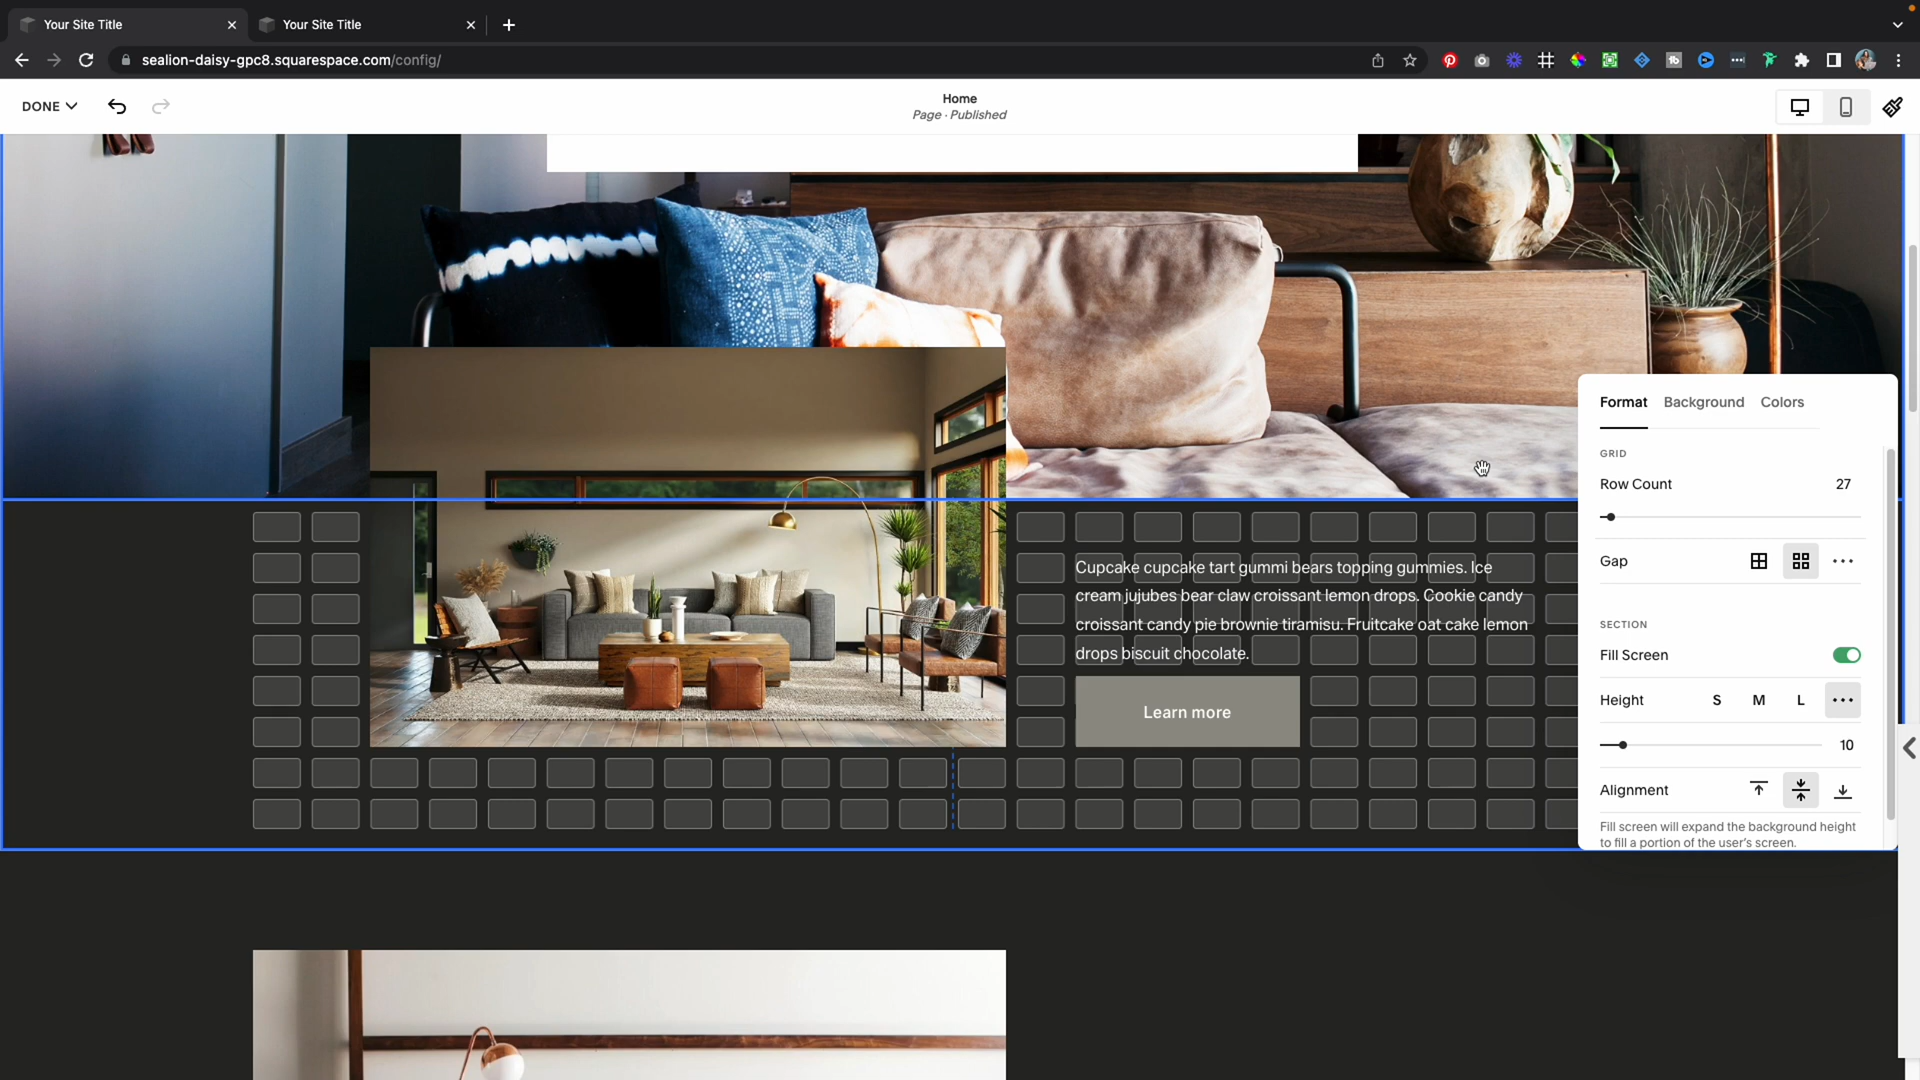 Your Site Title
Your Site Title
sealion-daisy-gpc8.squarespace.com/config/
DONE
Home
Page · Published
Format Background Colors
GRID
Row Count 27
Gap
Cupcake cupcake tart gummi bears topping gummies. Ice
cream jujubes bear claw croissant lemon drops. Cookie candy
croissant candy pie brownie tiramisu. Fruitcake oat cake lemon
drops biscuit chocolate.
Learn more
SECTION
Fill Screen
Height S M L
10
Alignment
Fill screen will expand the background height
to fill a portion of the user's screen.